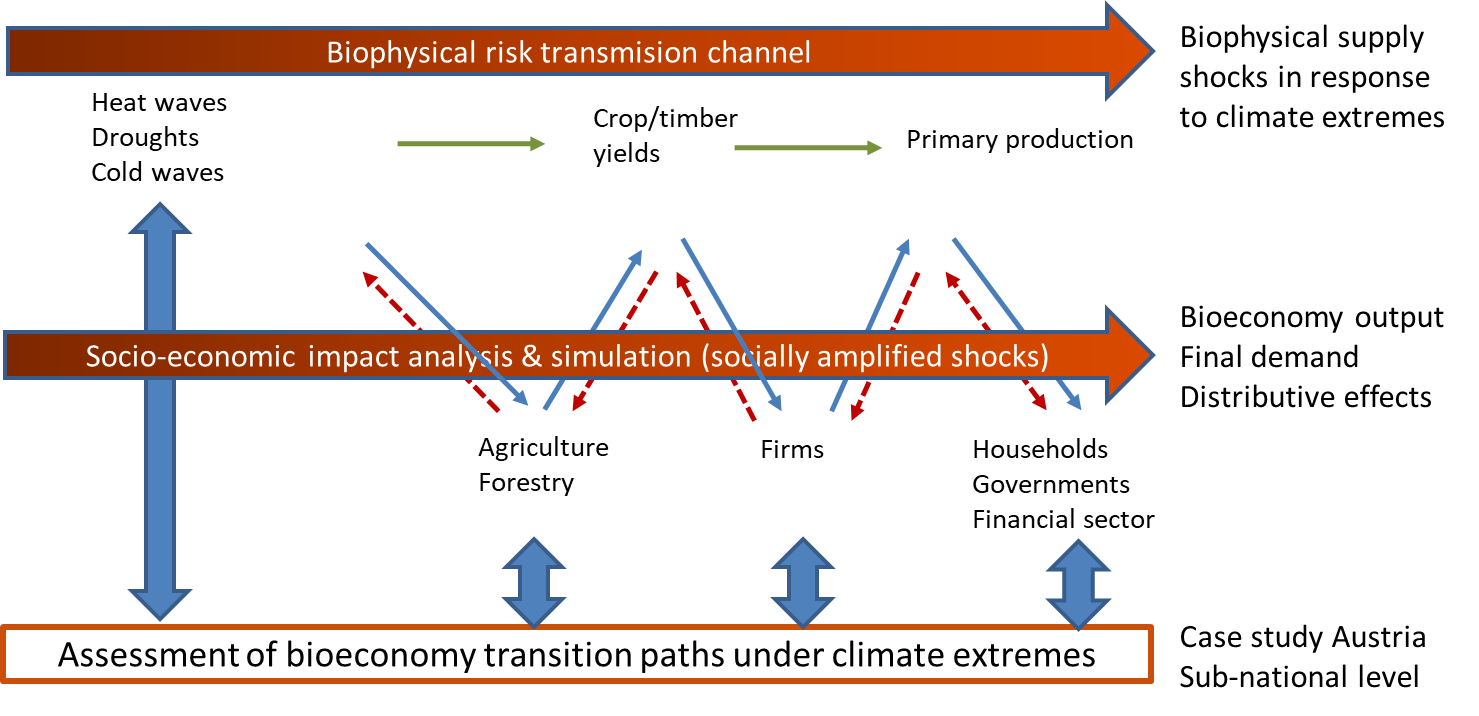 Biophysical risk transmision channel
Biophysical supply
shocks in response
to climate extremes
Heat waves
Droughts
Cold waves
Crop/timber
yields
Primary production
Socio-economic impact analysis & simulation (socially amplified shocks)
Bioeconomy output
Final demand
Distributive effects
Agriculture
Forestry
Firms
Households
Governments
Financial sector
Assessment of bioeconomy transition paths under climate extremes
Case study Austria
Sub-national level